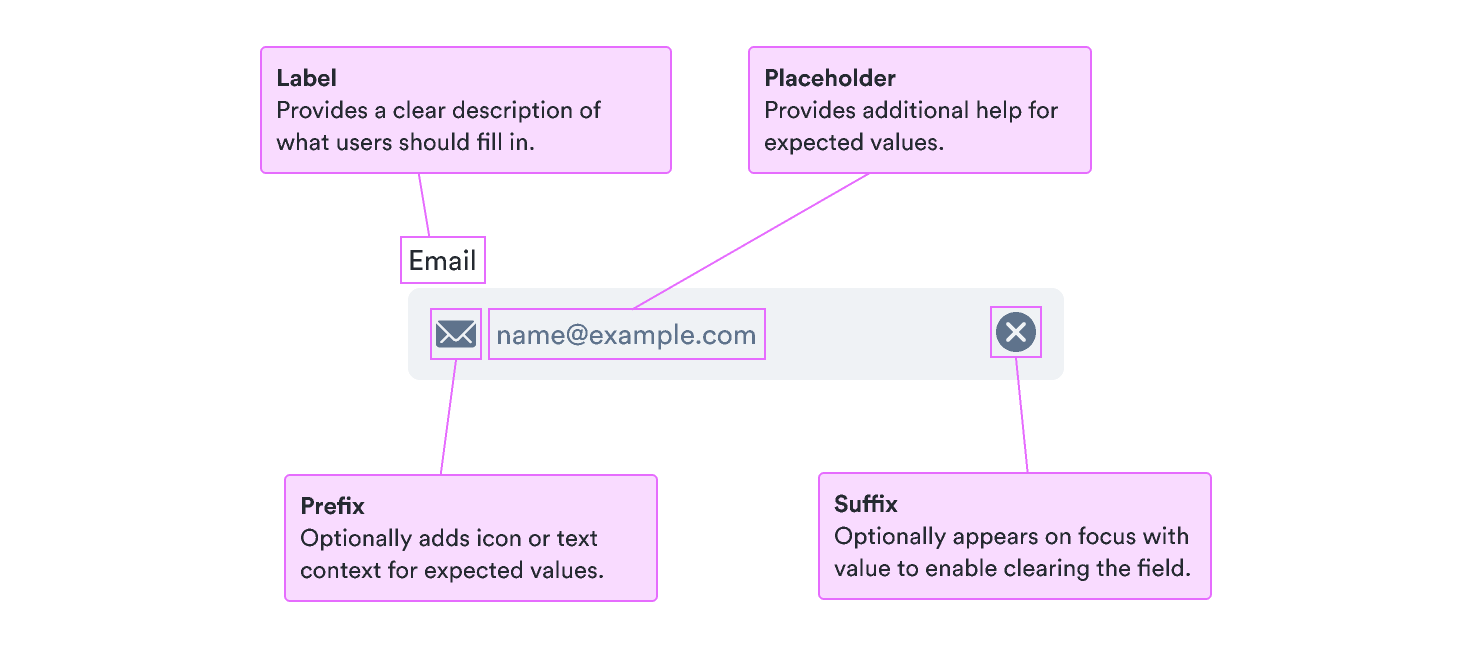 Label
Provides a clear description of
what users should fill in.
Placeholder
Provides additional help for
expected values.
Email
name@example.com
Prefix
Optionally adds icon or text
context for expected values.
Suffix
Optionally appears on focus with
value to enable clearing the field.